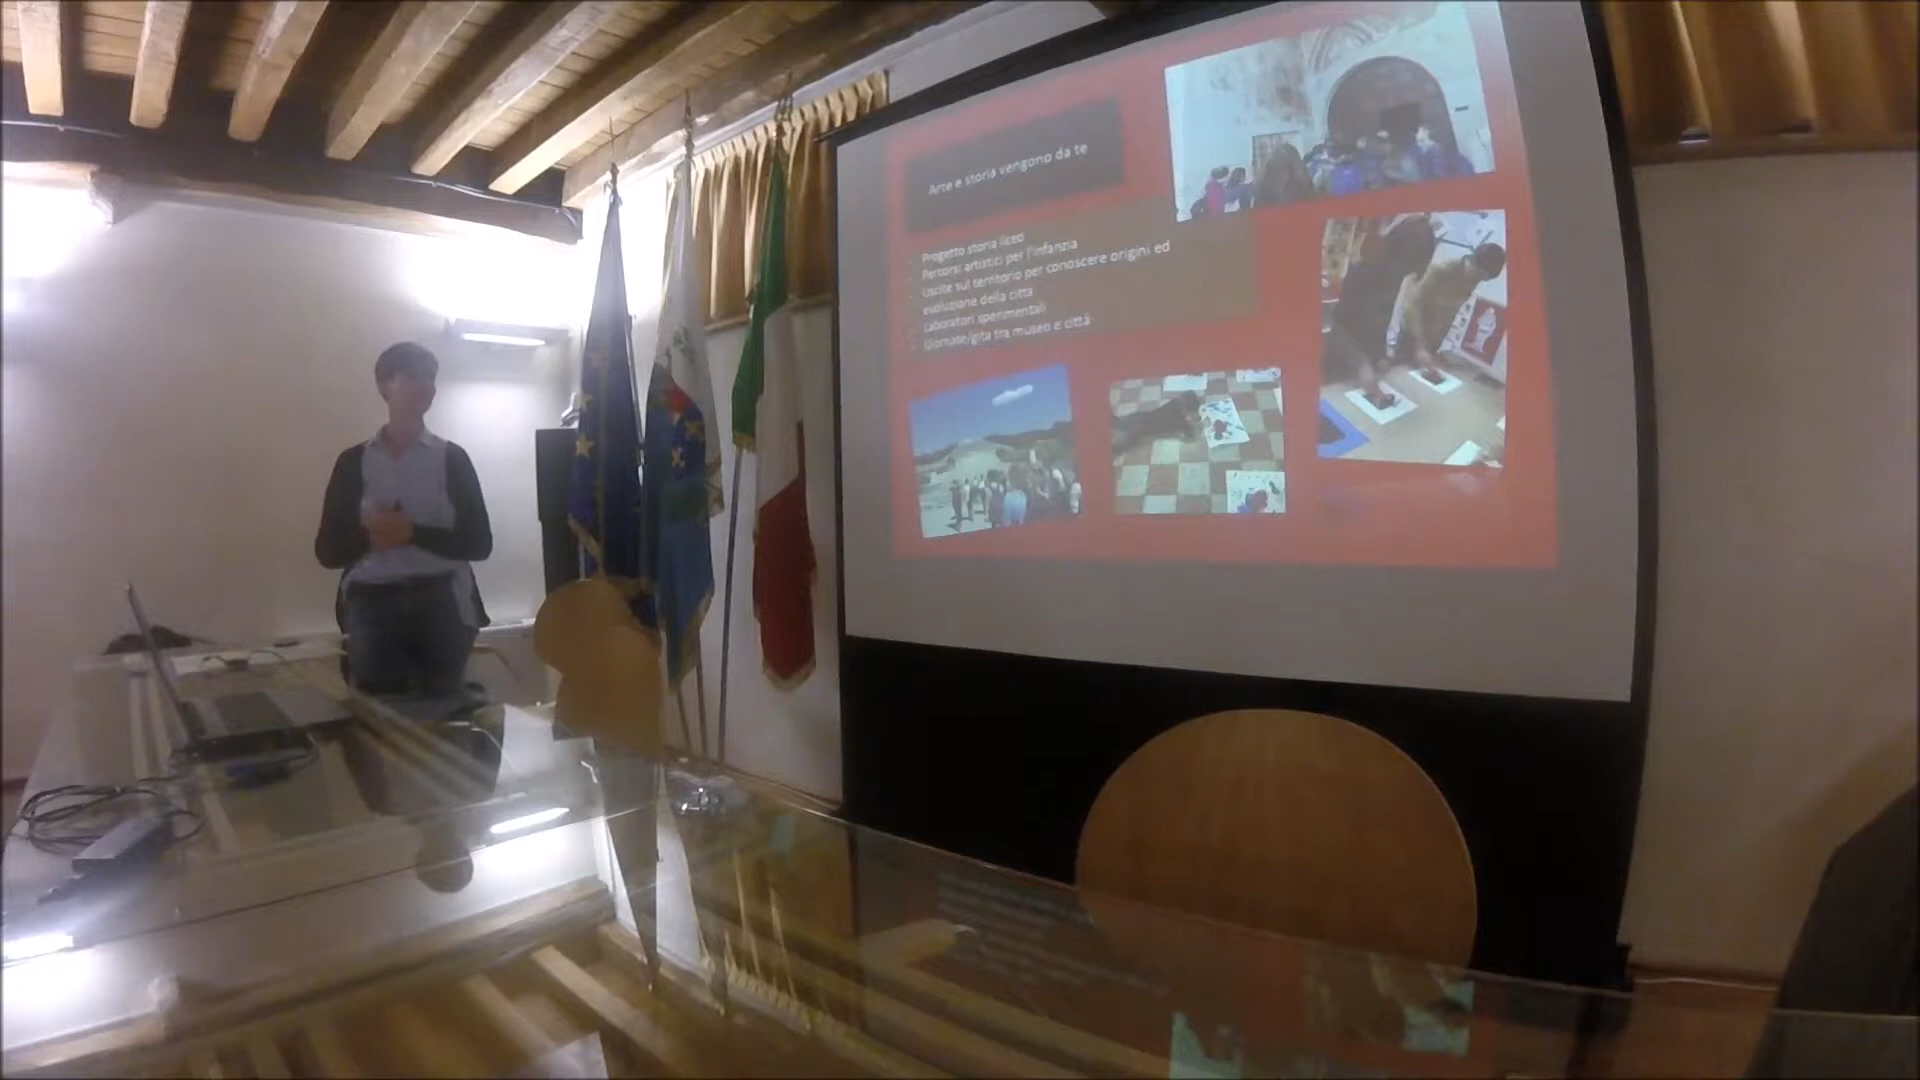 Arte e storia vengono da te
Progetto storia liceo
Percorsi artistici per l'infanzia
Uscite sul territorio per conoscere origini ed
evoluzione della città
Laboratori sperimentali
Giornate/gita tra museo e città